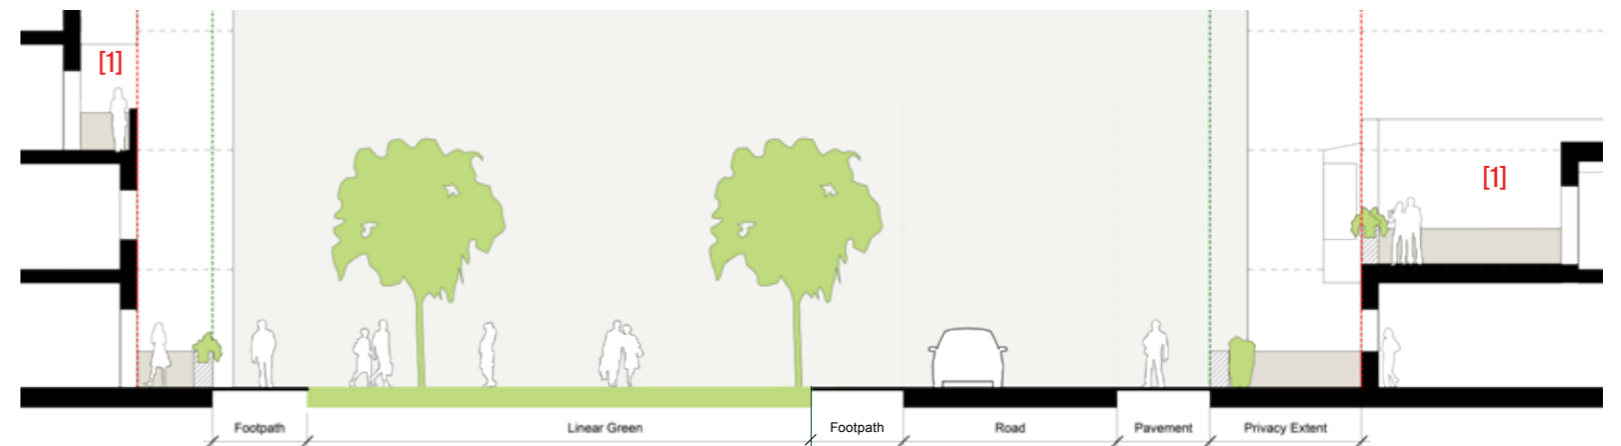 [1]
[1]
Footpath
Linear Green
Footpath
Road
Pavement
Privacy Extent